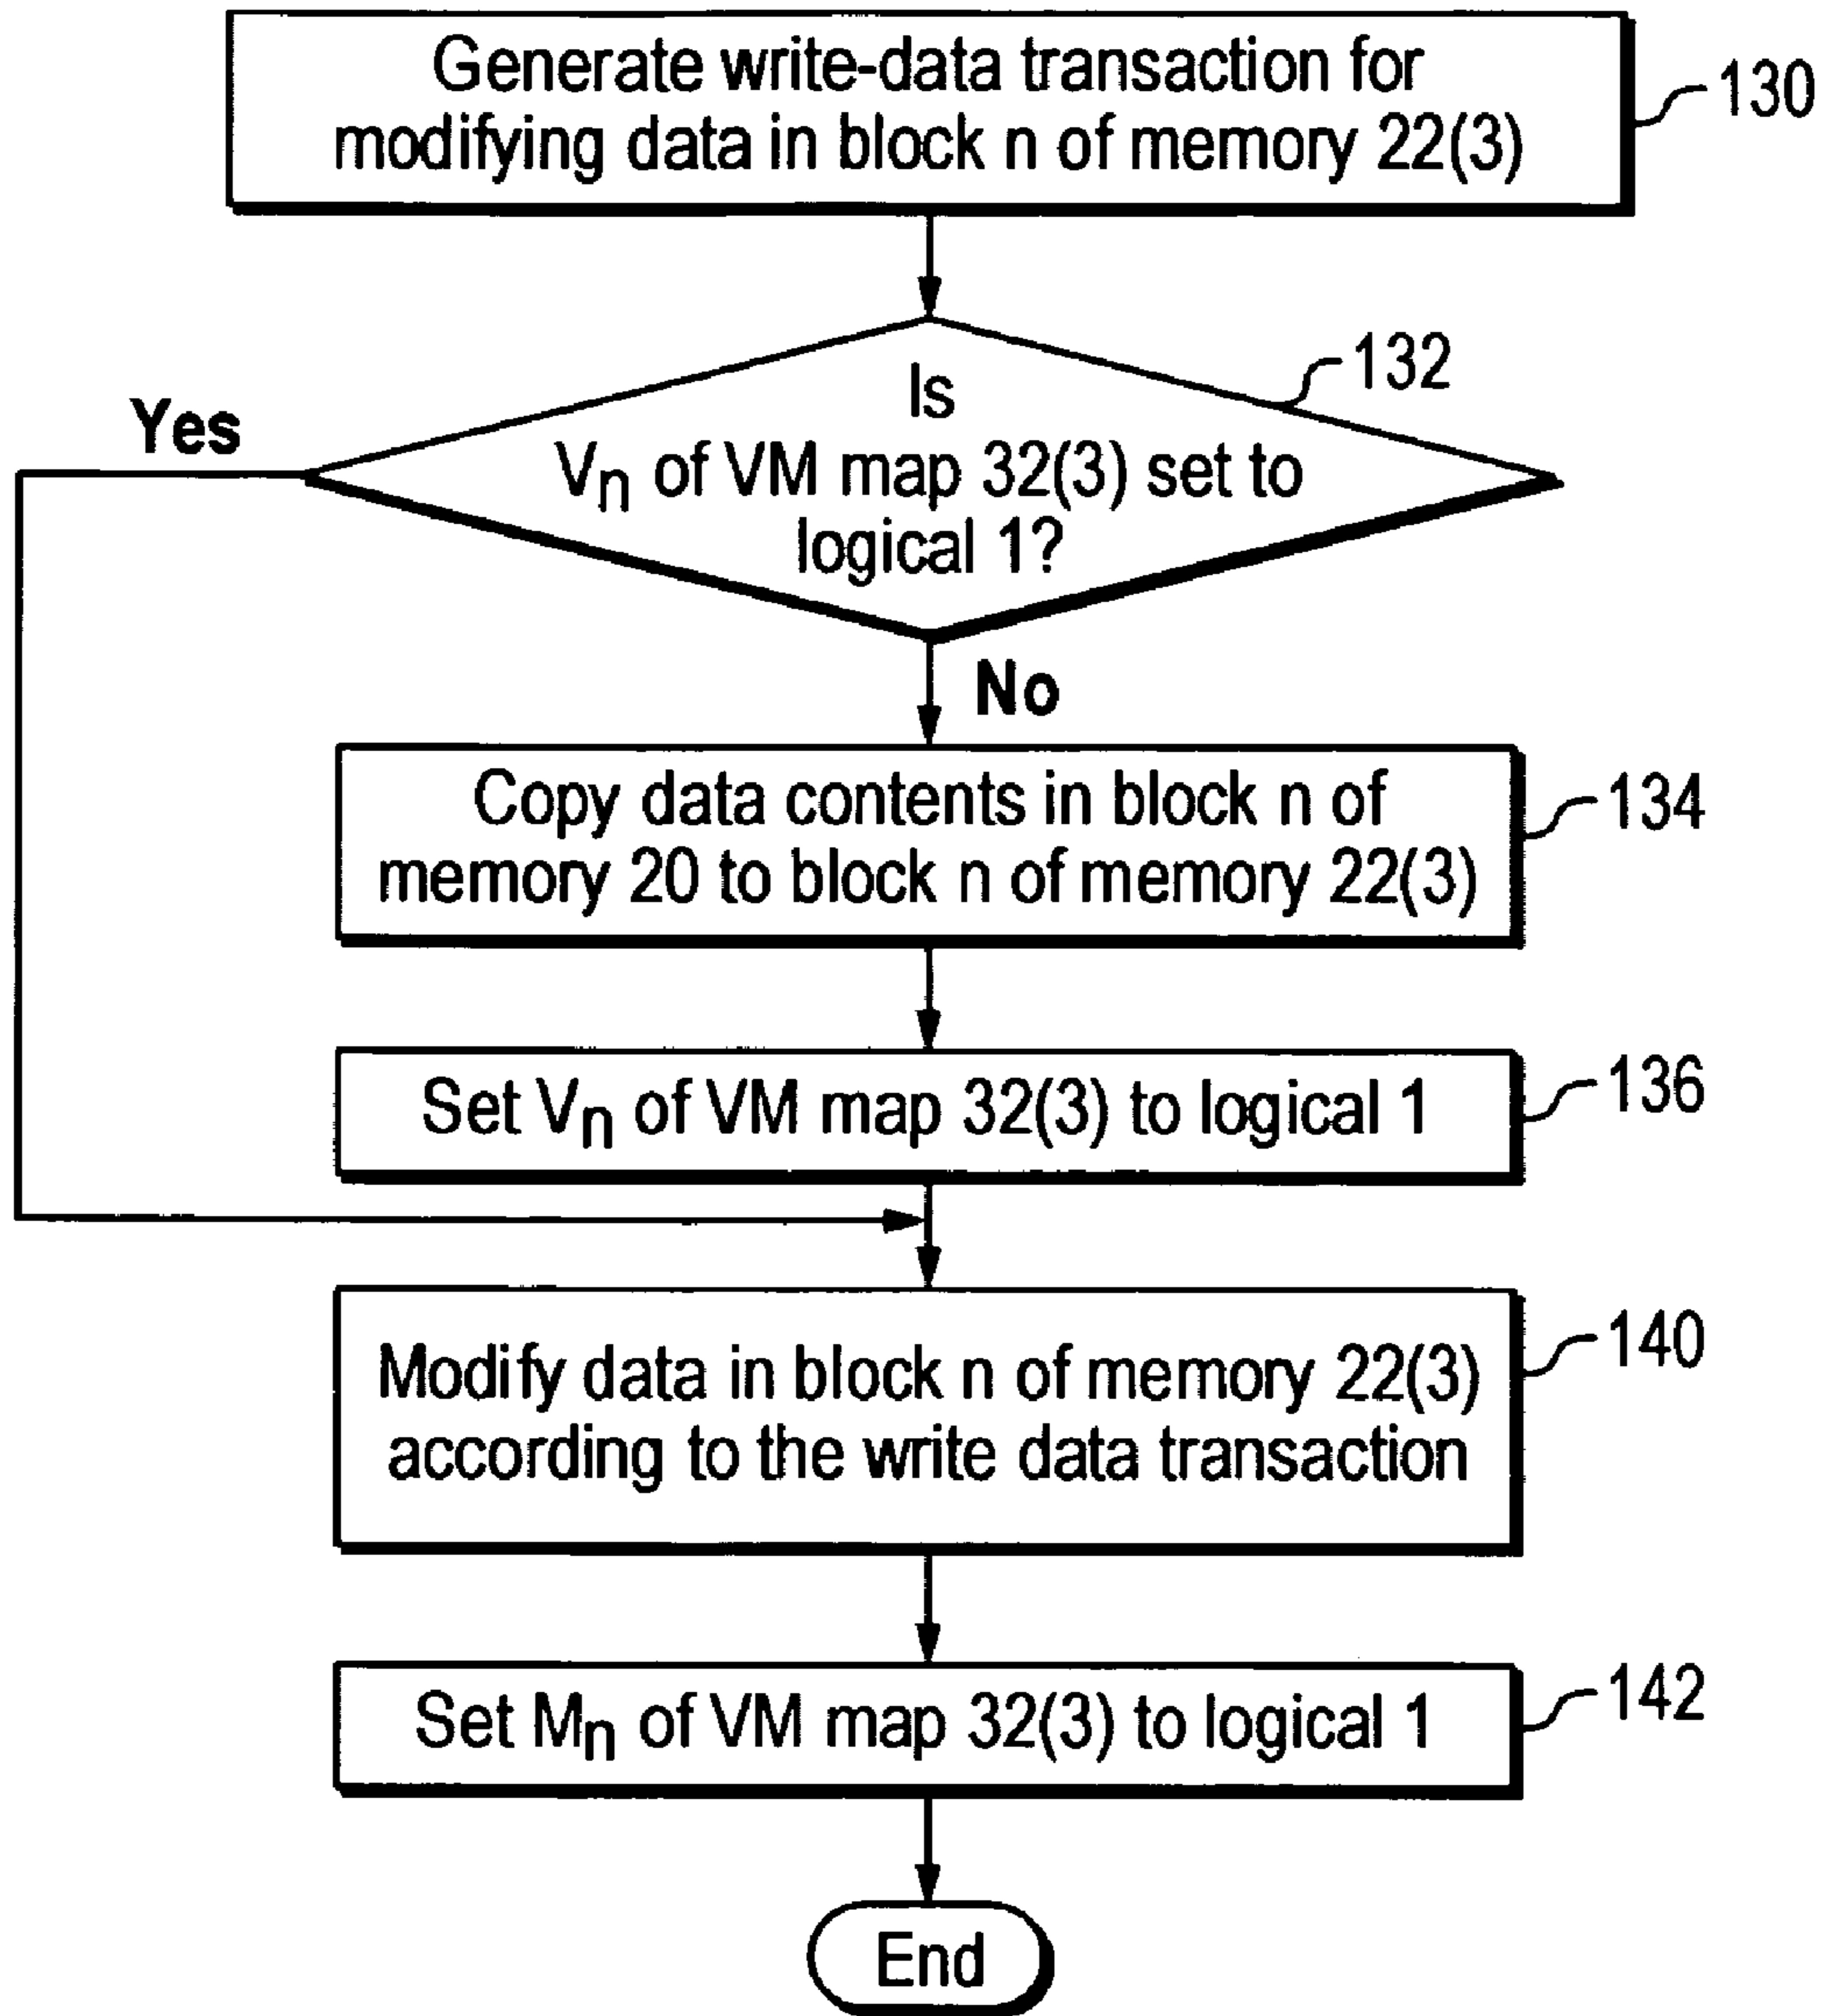 Generate write-data transaction for
modifying data in block n of memory 22(3)
130
132
Is
Vn of VM map 32(3) set to
logical 1?
Yes
No
Copy data contents in block n of
memory 20 to block n of memory 22(3)
134
Set Vn of VM map 32(3) to logical 1
136
Modify data in block n of memory 22(3)
according to the write data transaction
140
Set Mn of VM map 32(3) to logical 1
142
End